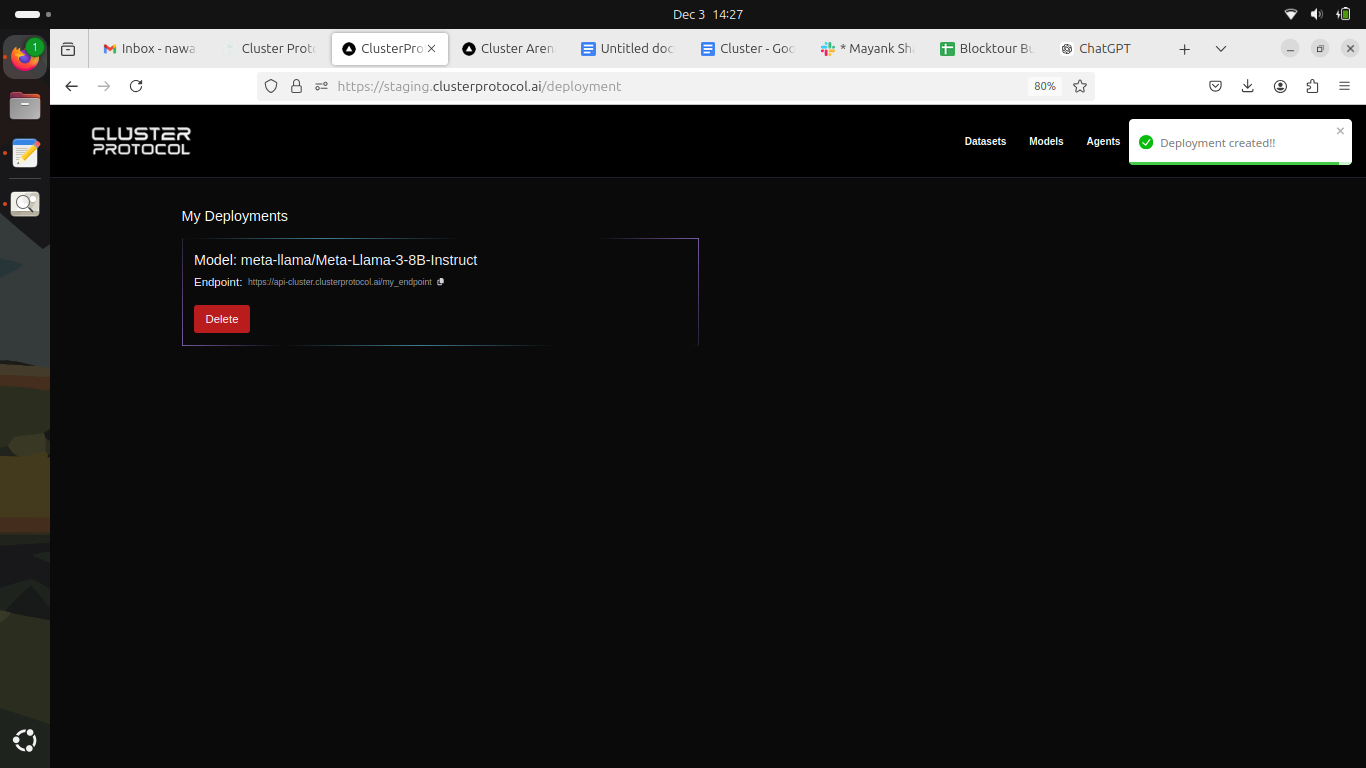 Dec 3 14:27
1
Inbox - nawa
Cluster Proto
ClusterPro
Cluster Aren
Untitled doc
Cluster - Goo
* Mayank Sh
Blocktour Bu
ChatGPT
https://staging.clusterprotocol.ai/deployment
80%
CLUSTER
PROTOCOL
Datasets
Models
Agents
Deployment created!!
My Deployments
Model: meta-llama/Meta-Llama-3-8B-Instruct
Endpoint: https://api-cluster.clusterprotocol.ai/my_endpoint
Delete